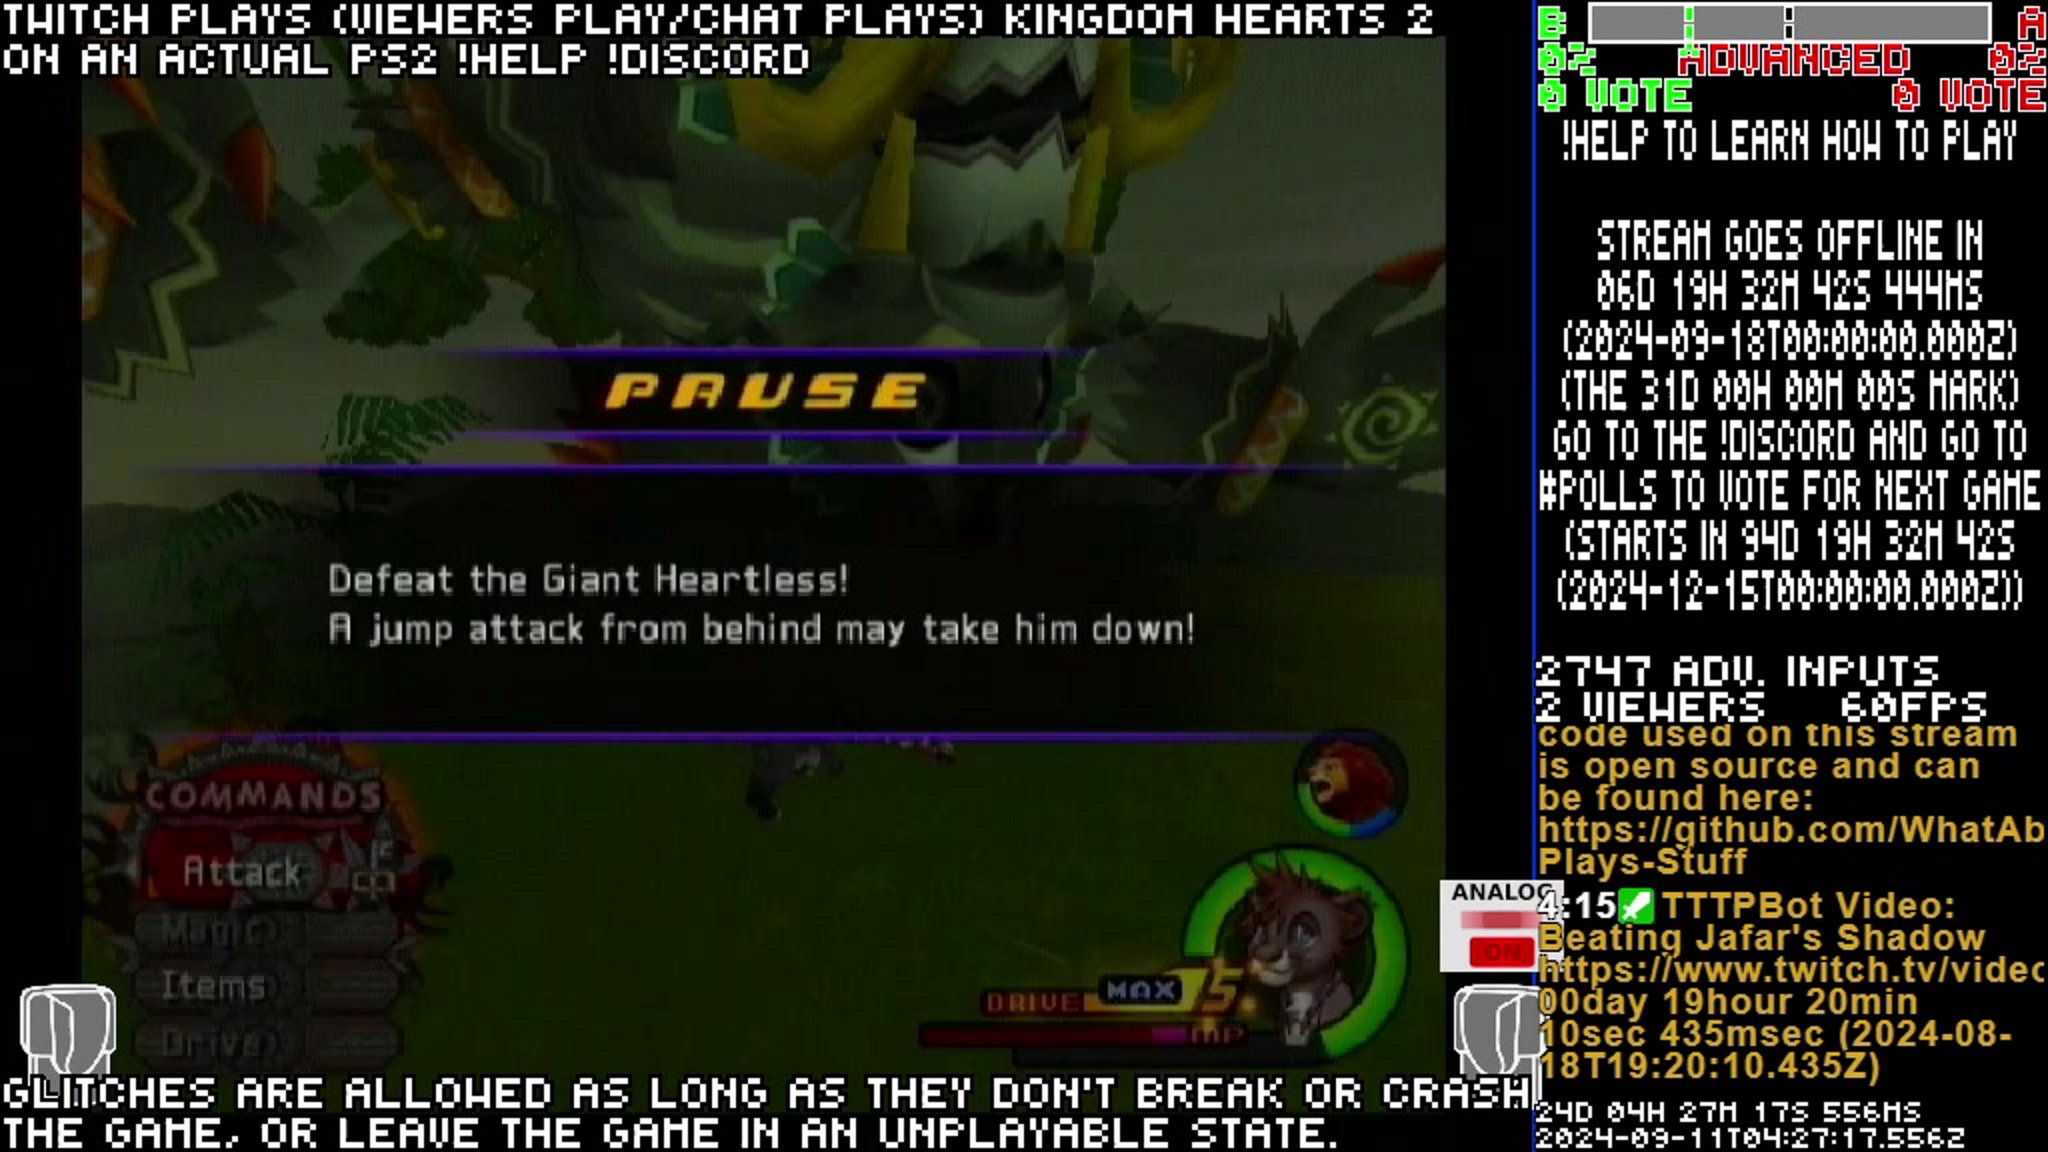 TWITCH PLAYS (VIEWERS PLAY/CHAT PLAYS) KINGDOM HEARTS 2
ON AN ACTUAL PS2 !HELP !DISCORD
PAUSE
Defeat the Giant Heartless!
A jump attack from behind may take him down!
COMMANDS
Attack
Magic
Items
Drive
DRIVE MAX 5
MP
ANALOG
ON
GLITCHES ARE ALLOWED AS LONG AS THEY DON'T BREAK OR CRASH
THE GAME, OR LEAVE THE GAME IN AN UNPLAYABLE STATE.
B A
0% ADVANCED 0%
0 VOTE 0 VOTE
!HELP TO LEARN HOW TO PLAY
STREAM GOES OFFLINE IN
06D 19H 32M 42S 444MS
(2024-09-18T00:00:00.000Z)
(THE 31D 00H 00M 00S MARK)
GO TO THE !DISCORD AND GO TO
#POLLS TO VOTE FOR NEXT GAME
(STARTS IN 94D 19H 32M 42S
(2024-12-15T00:00:00.000Z))
2747 ADV. INPUTS
2 VIEWERS 60FPS
code used on this stream
is open source and can
be found here:
https://github.com/WhatAb
Plays-Stuff
4:15 TTTPBot Video:
Beating Jafar's Shadow
https://www.twitch.tv/videc
00day 19hour 20min
10sec 435msec (2024-08-
18T19:20:10.435Z)
24D 04H 27M 17S 556MS
2024-09-11T04:27:17.556Z